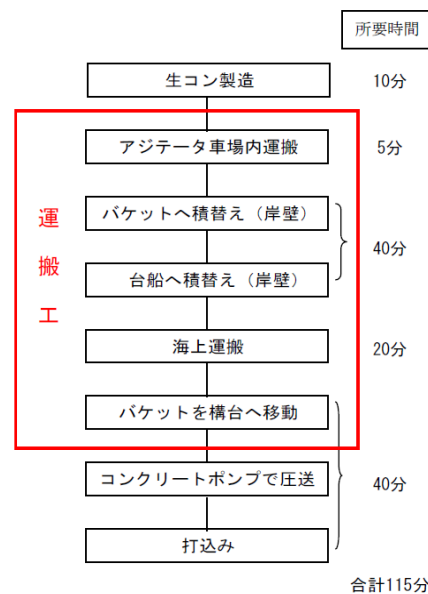 所要時間
生コン製造
10分
アジテータ車場内運搬
5分
運搬工
バケットへ積替え（岸壁）
台船へ積替え（岸壁）
40分
海上運搬
20分
バケットを構台へ移動
コンクリートポンプで圧送
40分
打込み
合計115分